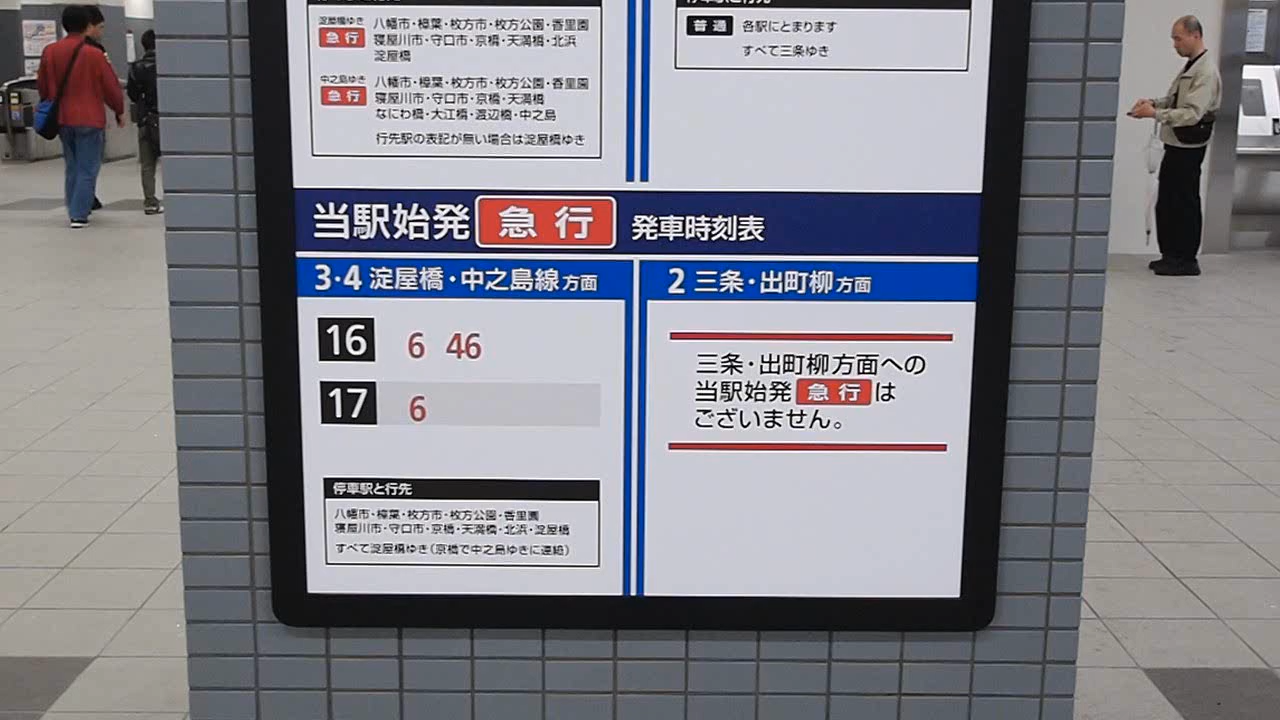 淀屋橋ゆき
急行
八幡市・樟葉・枚方市・枚方公園・香里園
寝屋川市・守口市・京橋・天満橋・北浜
淀屋橋
中之島ゆき
急行
八幡市・樟葉・枚方市・枚方公園・香里園
寝屋川市・守口市・京橋・天満橋
なにわ橋・大江橋・渡辺橋・中之島
行先駅の表記が無い場合は淀屋橋ゆき
普通 各駅にとまります
すべて三条ゆき
当駅始発 急行 発車時刻表
3・4 淀屋橋・中之島線方面
16 6 46
17 6
停車駅と行先
八幡市・樟葉・枚方市・枚方公園・香里園
寝屋川市・守口市・京橋・天満橋・北浜・淀屋橋
すべて淀屋橋ゆき(京橋で中之島ゆきに連絡)
2 三条・出町柳方面
三条・出町柳方面への
当駅始発 急行 は
ございません。